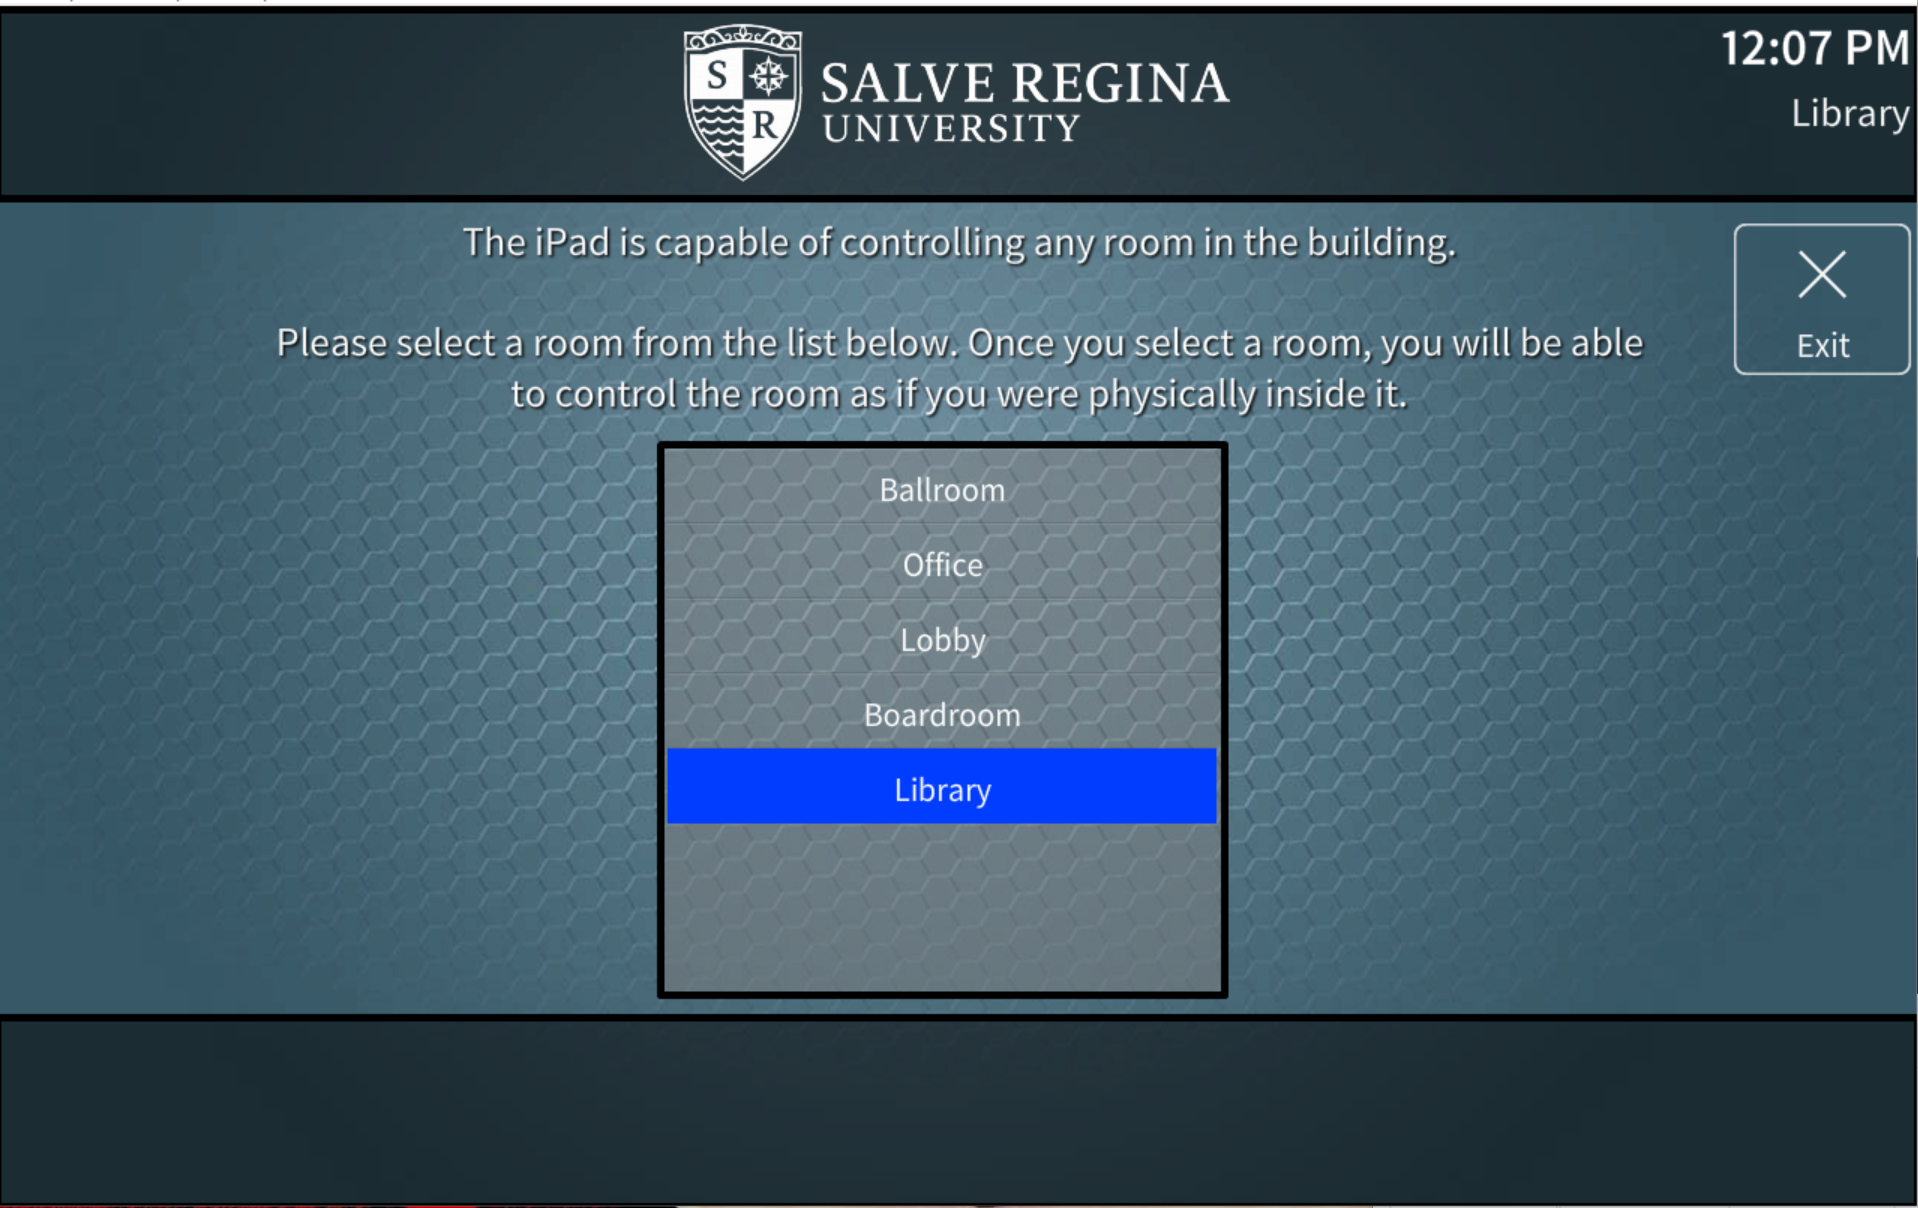 S
R
SALVE REGINA
UNIVERSITY
12:07 PM
Library
The iPad is capable of controlling any room in the building.
Please select a room from the list below. Once you select a room, you will be able
to control the room as if you were physically inside it.
Exit
Ballroom
Office
Lobby
Boardroom
Library